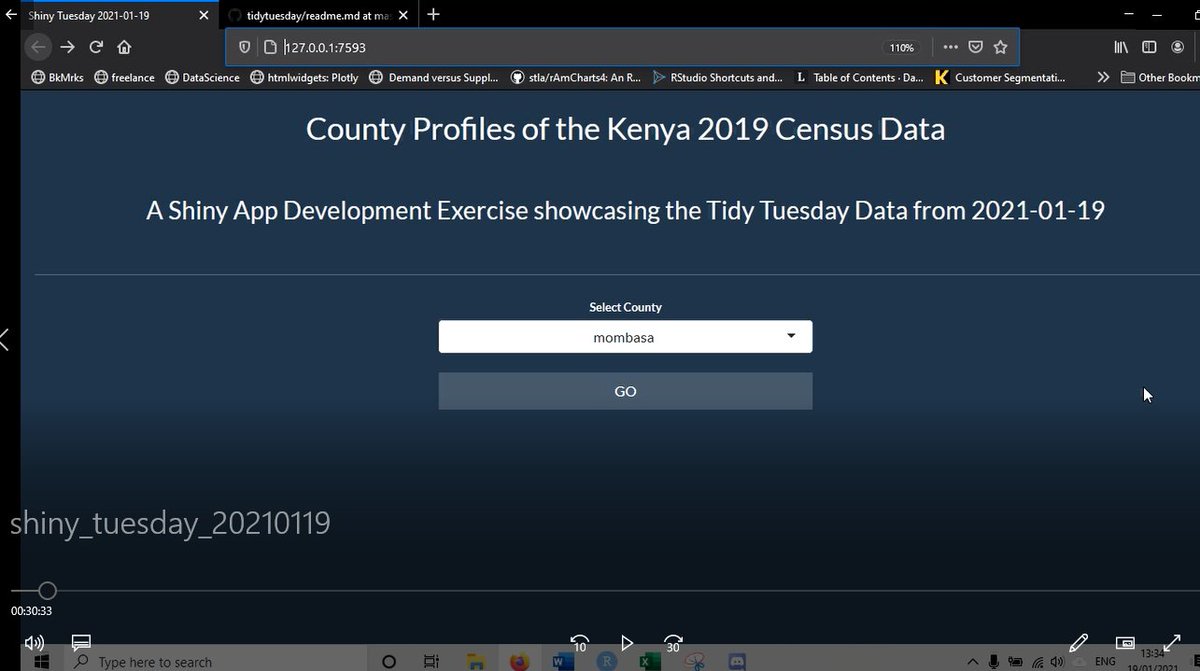 Shiny Tuesday 2021-01-19
tidytuesday/readme.md at ma
127.0.0.1:7593
110%
BkMrks
freelance
DataScience
htmlwidgets: Plotly
Demand versus Suppl...
stla/rAmCharts4: An R...
RStudio Shortcuts and...
L Table of Contents · Da...
K Customer Segmentati...
Other Bookm
County Profiles of the Kenya 2019 Census Data
A Shiny App Development Exercise showcasing the Tidy Tuesday Data from 2021-01-19
Select County
mombasa
GO
shiny_tuesday_20210119
00:30:33
10
30
Type here to search
W
R
X
ENG
13:34
19/01/2021